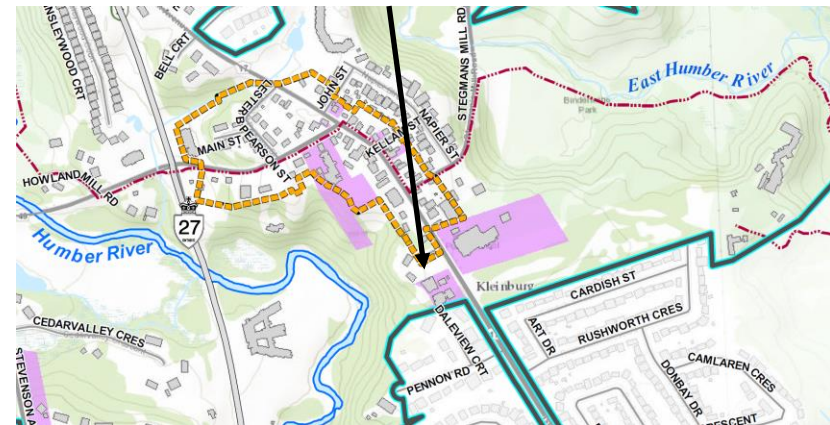 NSLEYWOOD CRT
BELL CRT
LESTER B PEARSON ST
JOHN ST
NAPIER ST
STEGMANS MILL RD
East Humber River
MAIN ST
KELLAM ST
HOWLAND MILL RD
27
Humber River
Kleinburg
CARDISH ST
CEDARVALLEY CRES
ART DR
RUSHWORTH CRES
DALEVIEW CRT
STEVENSON A
PENNON RD
DONBAY DR
CAMLAREN CRES
ESCENT